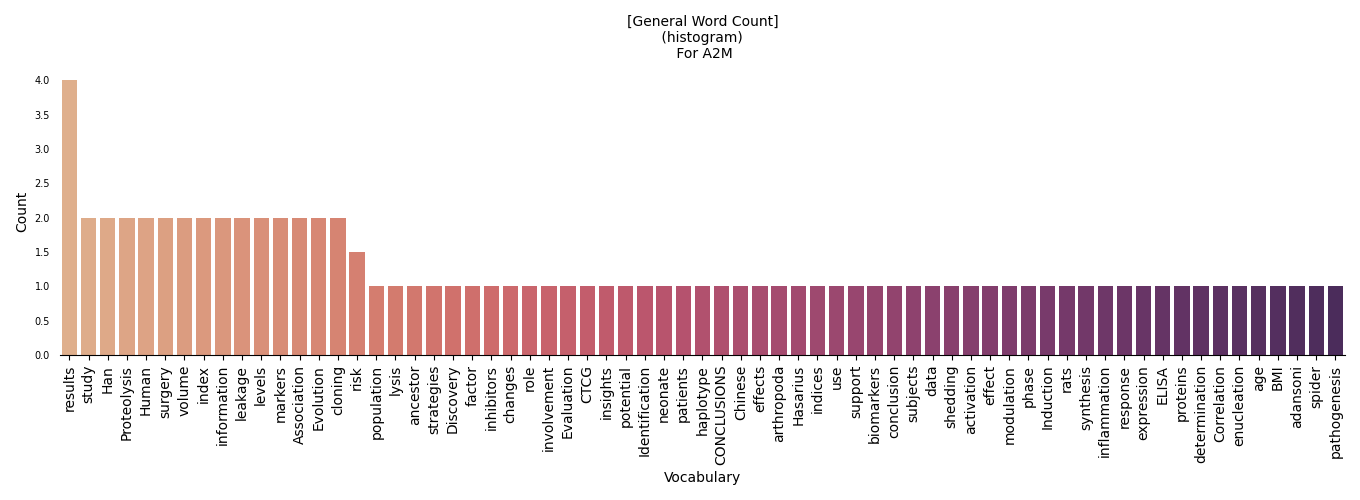 [General Word Count]
(histogram)
For A2M
Count
4.0
3.5
3.0
2.5
2.0
1.5
1.0
0.5
0.0
results
study
Han
Proteolysis
Human
surgery
volume
index
information
leakage
levels
markers
Association
Evolution
cloning
risk
population
lysis
ancestor
strategies
Discovery
factor
inhibitors
changes
role
involvement
Evaluation
CTCG
insights
potential
Identification
neonate
patients
haplotype
CONCLUSIONS
Chinese
effects
arthropoda
Hasarius
indices
use
support
biomarkers
conclusion
subjects
data
shedding
activation
effect
modulation
phase
Induction
rats
synthesis
inflammation
response
expression
ELISA
proteins
determination
Correlation
enucleation
age
BMI
adansoni
spider
pathogenesis
Vocabulary